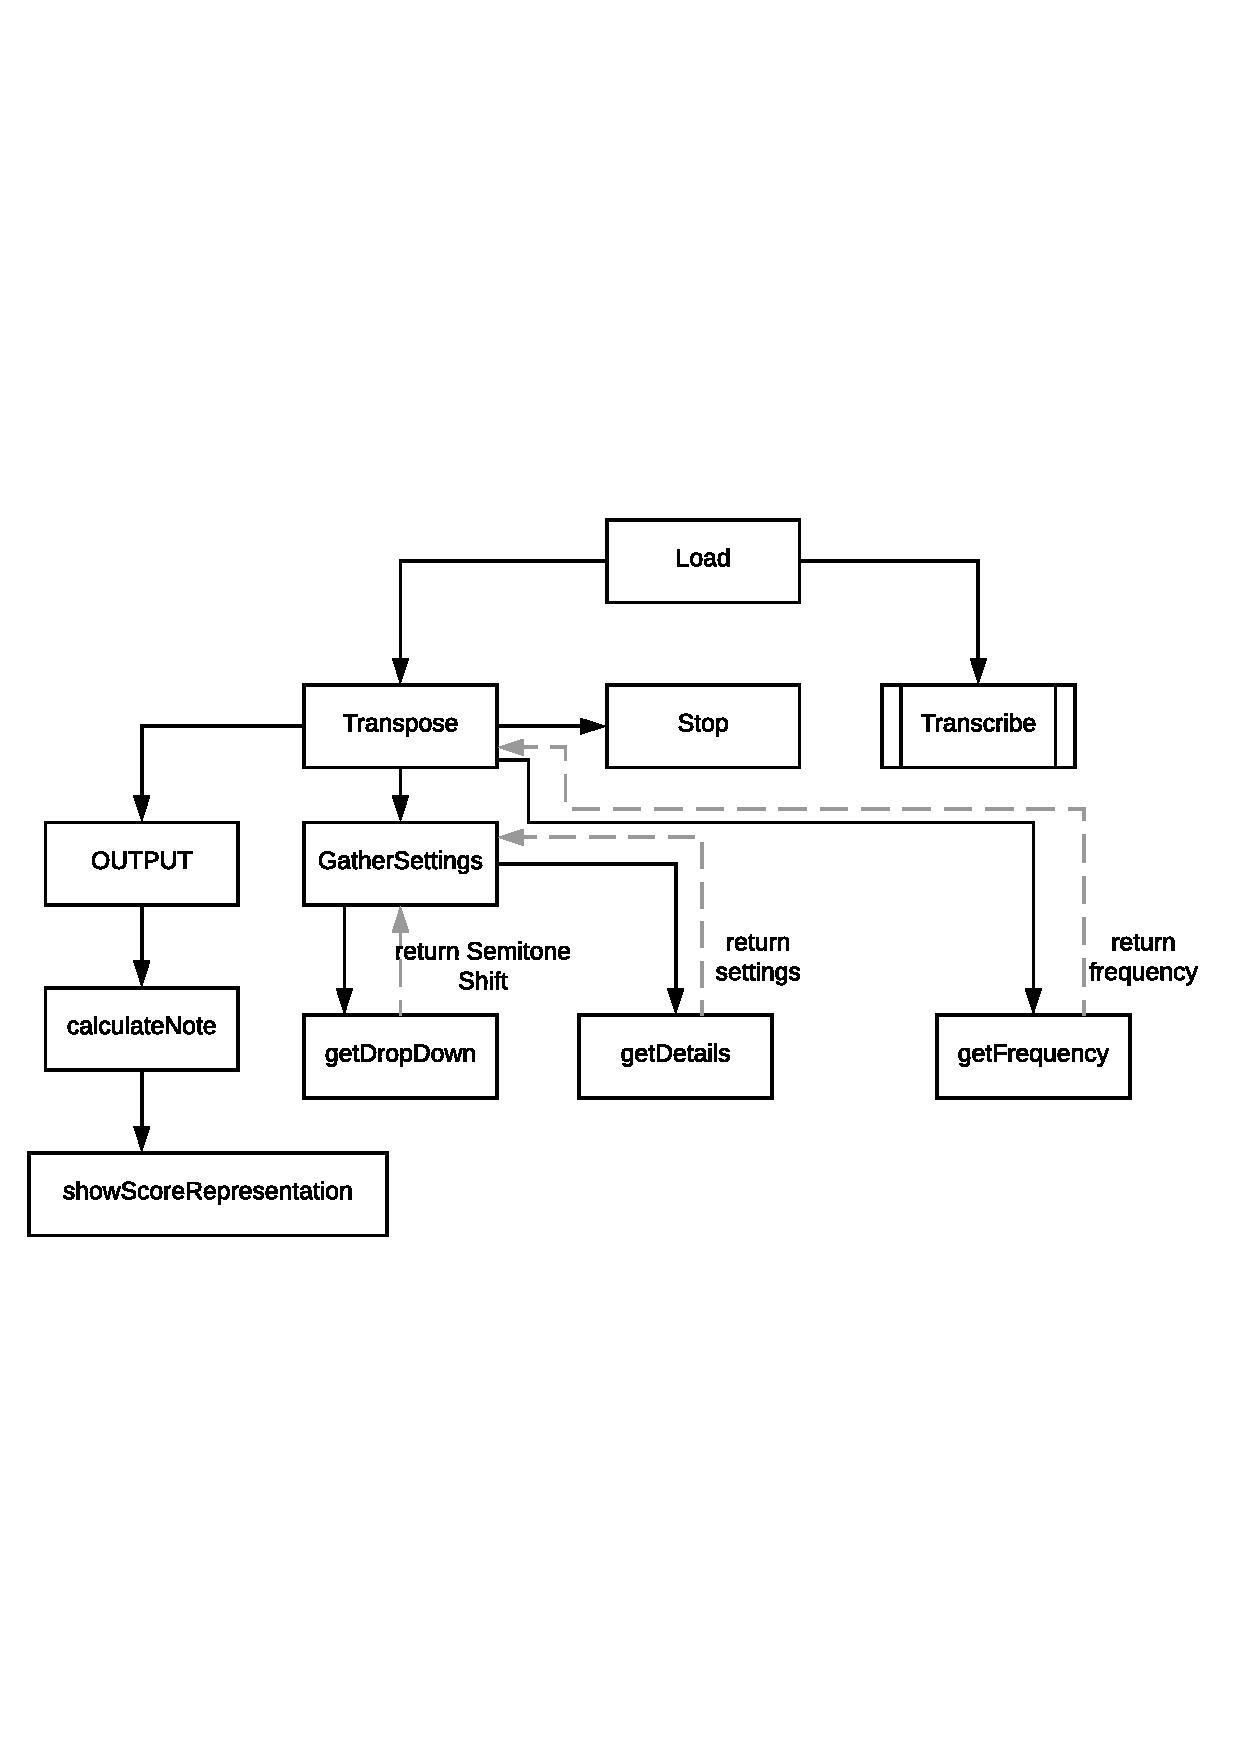 Load
Transpose
Stop
Transcribe
OUTPUT
GatherSettings
return Semitone
Shift
return
settings
return
frequency
calculateNote
getDropDown
getDetails
getFrequency
showScoreRepresentation